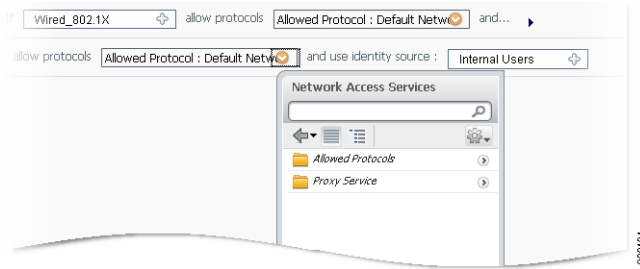 Wired_802.1X allow protocols Allowed Protocol : Default Netw and...
allow protocols Allowed Protocol : Default Netw and use identity source : Internal Users
Network Access Services
Allowed Protocols
Proxy Service